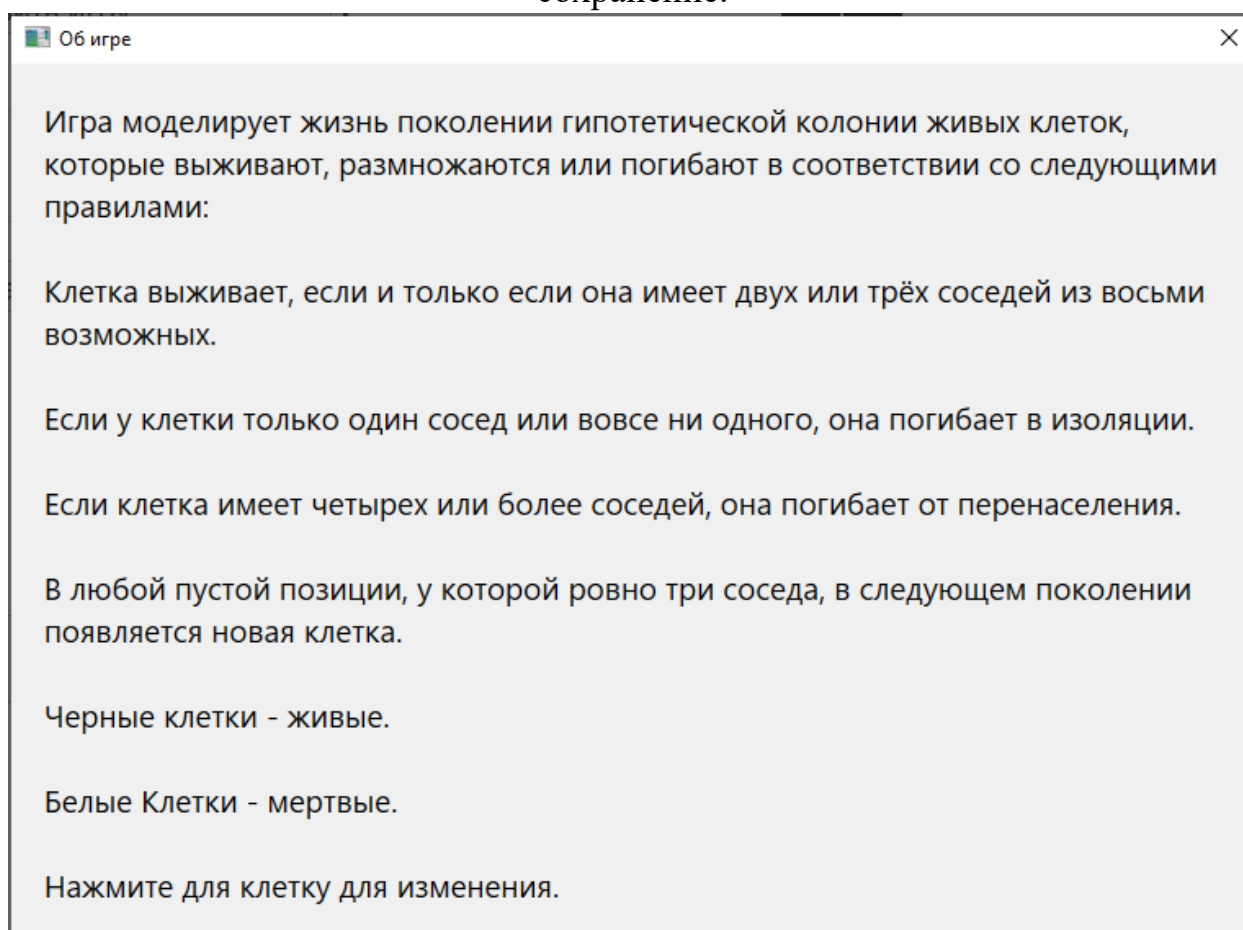 сохранение.
Об игре
Игра моделирует жизнь поколении гипотетической колонии живых клеток,
которые выживают, размножаются или погибают в соответствии со следующими
правилами:
Клетка выживает, если и только если она имеет двух или трёх соседей из восьми
возможных.
Если у клетки только один сосед или вовсе ни одного, она погибает в изоляции.
Если клетка имеет четырех или более соседей, она погибает от перенаселения.
В любой пустой позиции, у которой ровно три соседа, в следующем поколении
появляется новая клетка.
Черные клетки - живые.
Белые Клетки - мертвые.
Нажмите для клетку для изменения.